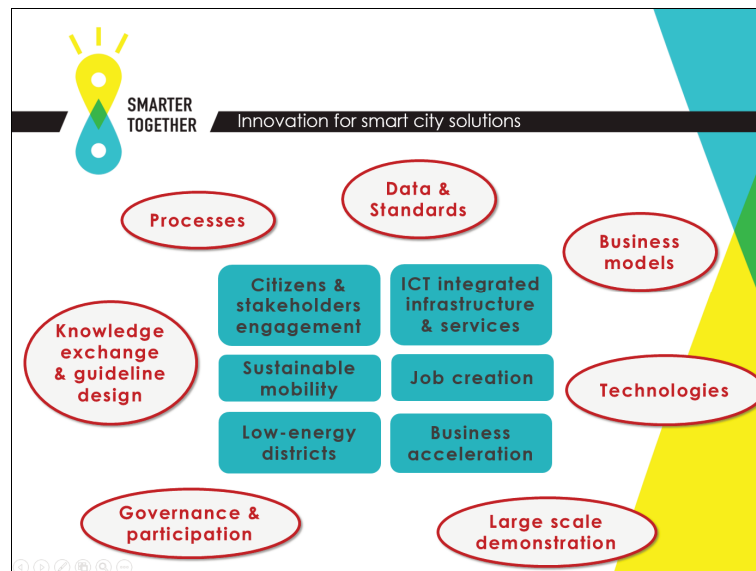 SMARTER
TOGETHER
Innovation for smart city solutions
Data &
Standards
Processes
Business
models
Citizens &
stakeholders
engagement
ICT integrated
infrastructure
& services
Knowledge
exchange
& guideline
design
Sustainable
mobility
Job creation
Technologies
Low-energy
districts
Business
acceleration
Governance &
participation
Large scale
demonstration